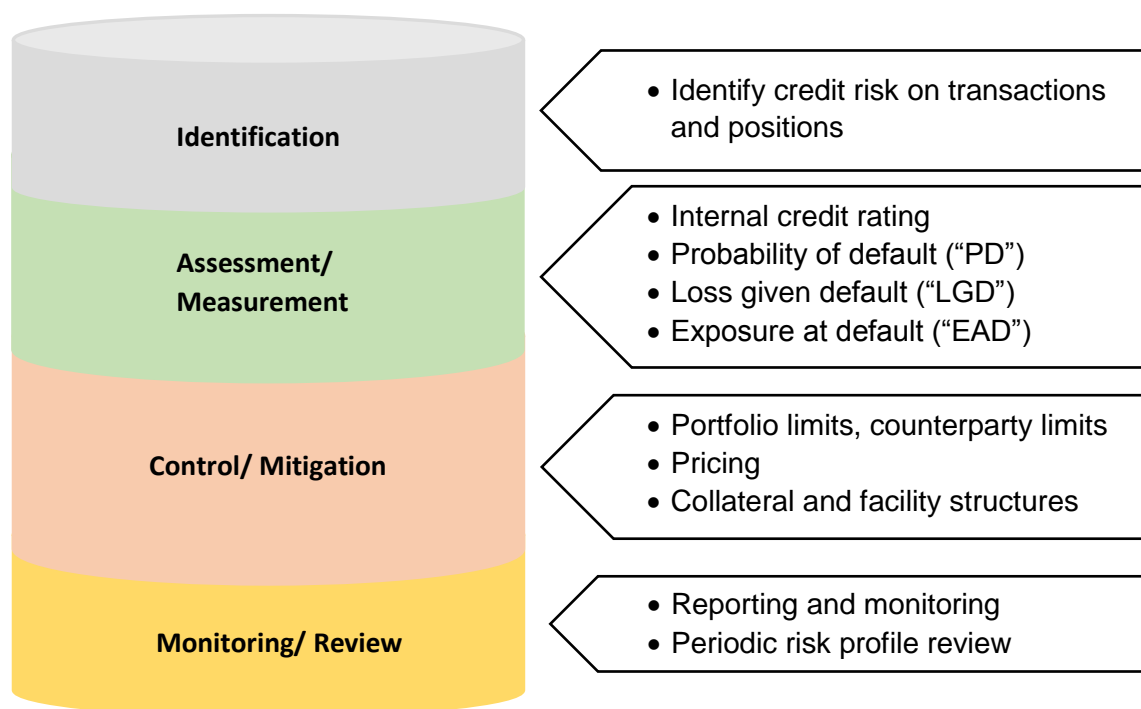 Identification
• Identify credit risk on transactions
and positions
Assessment/
Measurement
• Internal credit rating
• Probability of default (“PD”)
• Loss given default (“LGD”)
• Exposure at default (“EAD”)
Control/ Mitigation
• Portfolio limits, counterparty limits
• Pricing
• Collateral and facility structures
Monitoring/ Review
• Reporting and monitoring
• Periodic risk profile review